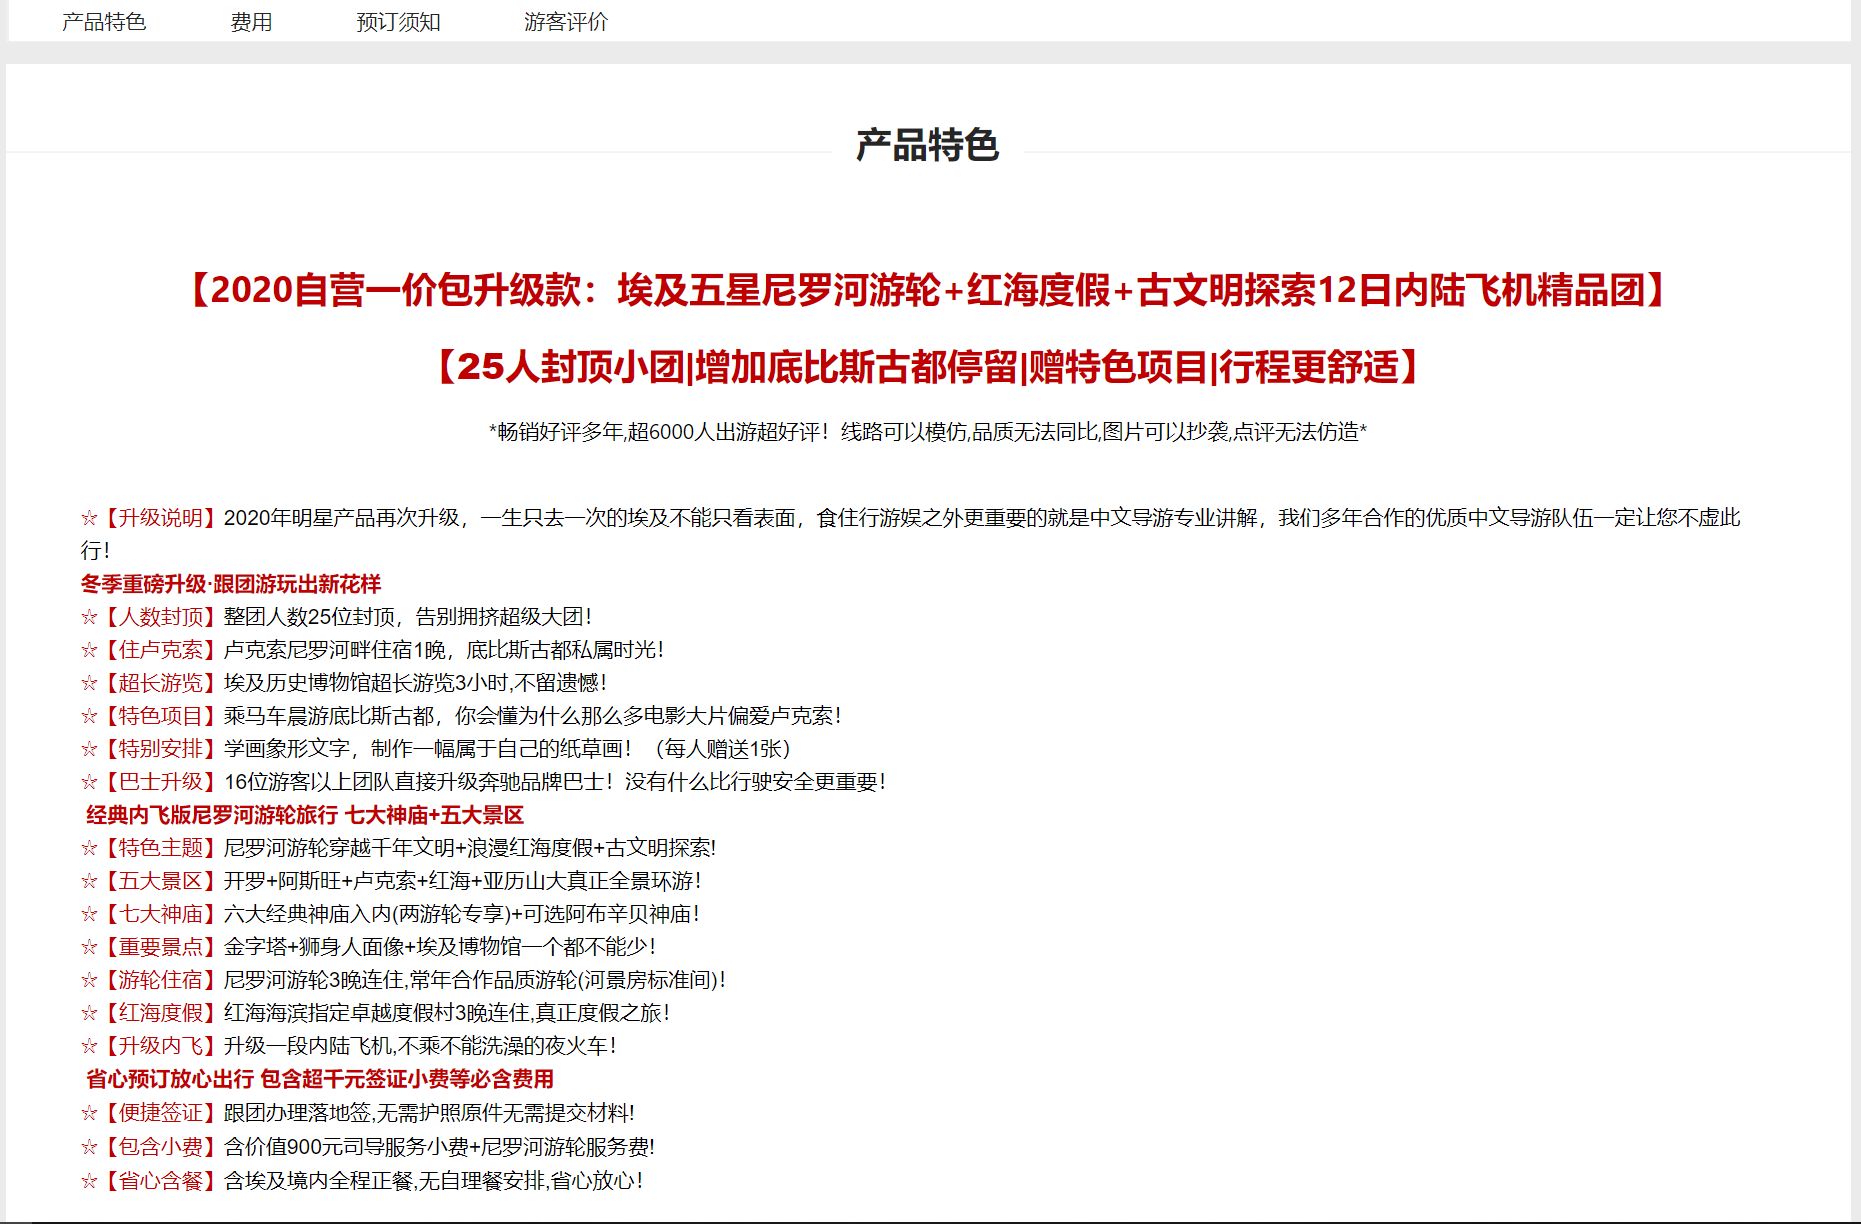 产品特色 费用 预订须知 游客评价
产品特色
【2020自营一价包升级款：埃及五星尼罗河游轮+红海度假+古文明探索12日内陆飞机精品团】
【25人封顶小团|增加底比斯古都停留|赠特色项目|行程更舒适】
*畅销好评多年,超6000人出游超好评！线路可以模仿,品质无法同比,图片可以抄袭,点评无法仿造*
☆【升级说明】2020年明星产品再次升级，一生只去一次的埃及不能只看表面，食住行游娱之外更重要的就是中文导游专业讲解，我们多年合作的优质中文导游队伍一定让您不虚此
行！
冬季重磅升级·跟团游玩出新花样
☆【人数封顶】整团人数25位封顶，告别拥挤超级大团！
☆【住卢克索】卢克索尼罗河畔住宿1晚，底比斯古都私属时光！
☆【超长游览】埃及历史博物馆超长游览3小时,不留遗憾！
☆【特色项目】乘马车晨游底比斯古都，你会懂为什么那么多电影大片偏爱卢克索！
☆【特别安排】学画象形文字，制作一幅属于自己的纸草画！（每人赠送1张）
☆【巴士升级】16位游客以上团队直接升级奔驰品牌巴士！没有什么比行驶安全更重要！
经典内飞版尼罗河游轮旅行 七大神庙+五大景区
☆【特色主题】尼罗河游轮穿越千年文明+浪漫红海度假+古文明探索!
☆【五大景区】开罗+阿斯旺+卢克索+红海+亚历山大真正全景环游！
☆【七大神庙】六大经典神庙入内(两游轮专享)+可选阿布辛贝神庙！
☆【重要景点】金字塔+狮身人面像+埃及博物馆一个都不能少！
☆【游轮住宿】尼罗河游轮3晚连住,常年合作品质游轮(河景房标准间)！
☆【红海度假】红海海滨指定卓越度假村3晚连住,真正度假之旅！
☆【升级内飞】升级一段内陆飞机,不乘不能洗澡的夜火车！
省心预订放心出行 包含超千元签证小费等必含费用
☆【便捷签证】跟团办理落地签,无需护照原件无需提交材料!
☆【包含小费】含价值900元司导服务小费+尼罗河游轮服务费!
☆【省心含餐】含埃及境内全程正餐,无自理餐安排,省心放心！